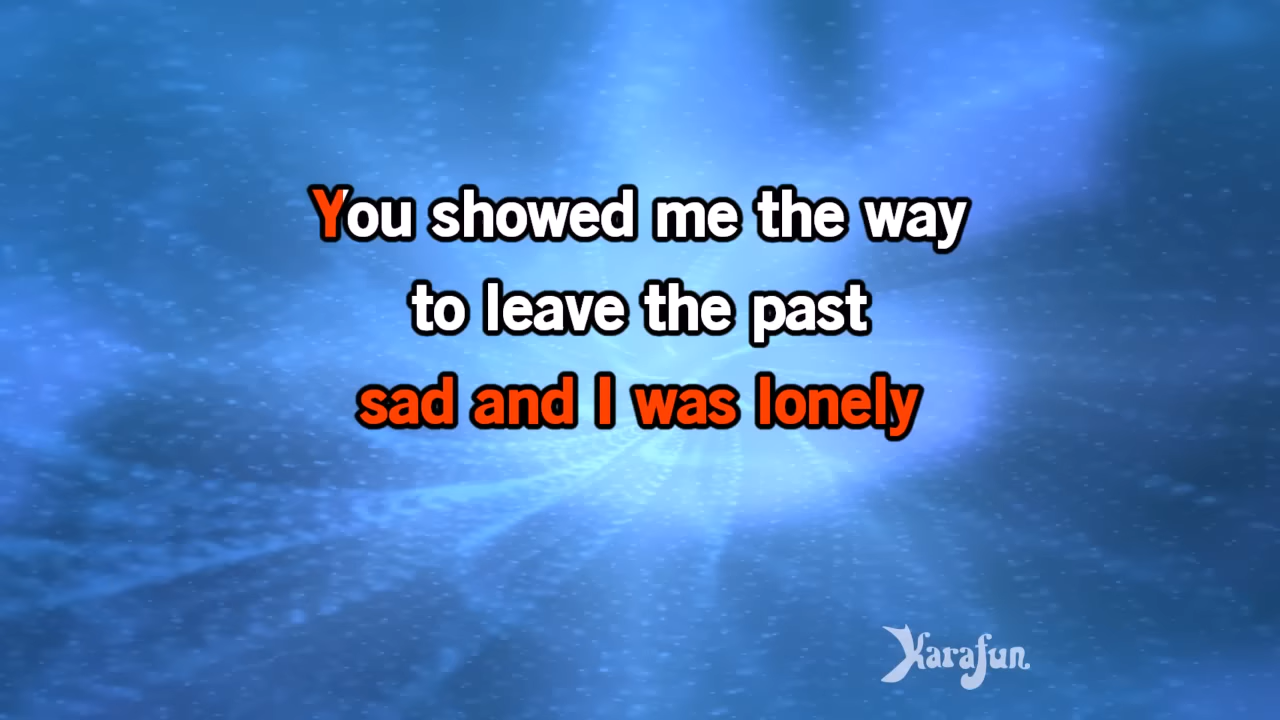 You showed me the way
to leave the past
sad and I was lonely
Karafun